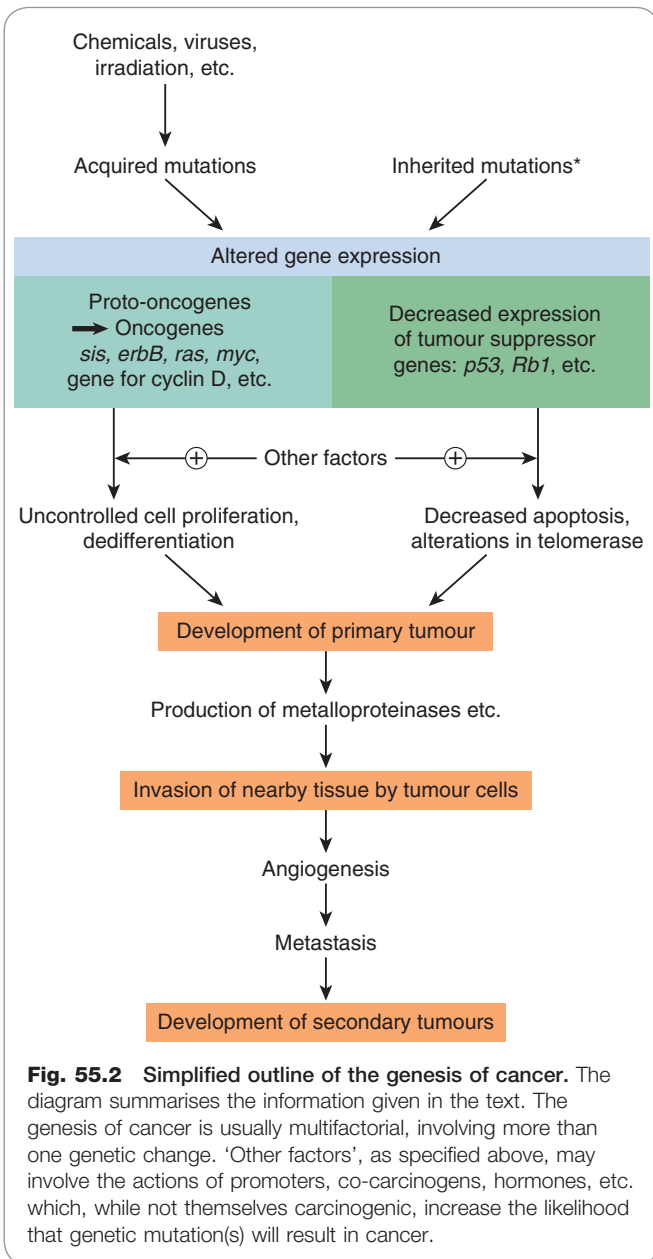 Chemicals, viruses,
irradiation, etc.
Acquired mutations
Inherited mutations*
Altered gene expression
Proto-oncogenes
Oncogenes
sis, erbB, ras, myc,
gene for cyclin D, etc.
Decreased expression
of tumour suppressor
genes: p53, Rb1, etc.
+ Other factors +
Uncontrolled cell proliferation,
dedifferentiation
Decreased apoptosis,
alterations in telomerase
Development of primary tumour
Production of metalloproteinases etc.
Invasion of nearby tissue by tumour cells
Angiogenesis
Metastasis
Development of secondary tumours
Fig. 55.2 Simplified outline of the genesis of cancer. The
diagram summarises the information given in the text. The
genesis of cancer is usually multifactorial, involving more than
one genetic change. ‘Other factors’, as specified above, may
involve the actions of promoters, co-carcinogens, hormones, etc.
which, while not themselves carcinogenic, increase the likelihood
that genetic mutation(s) will result in cancer.